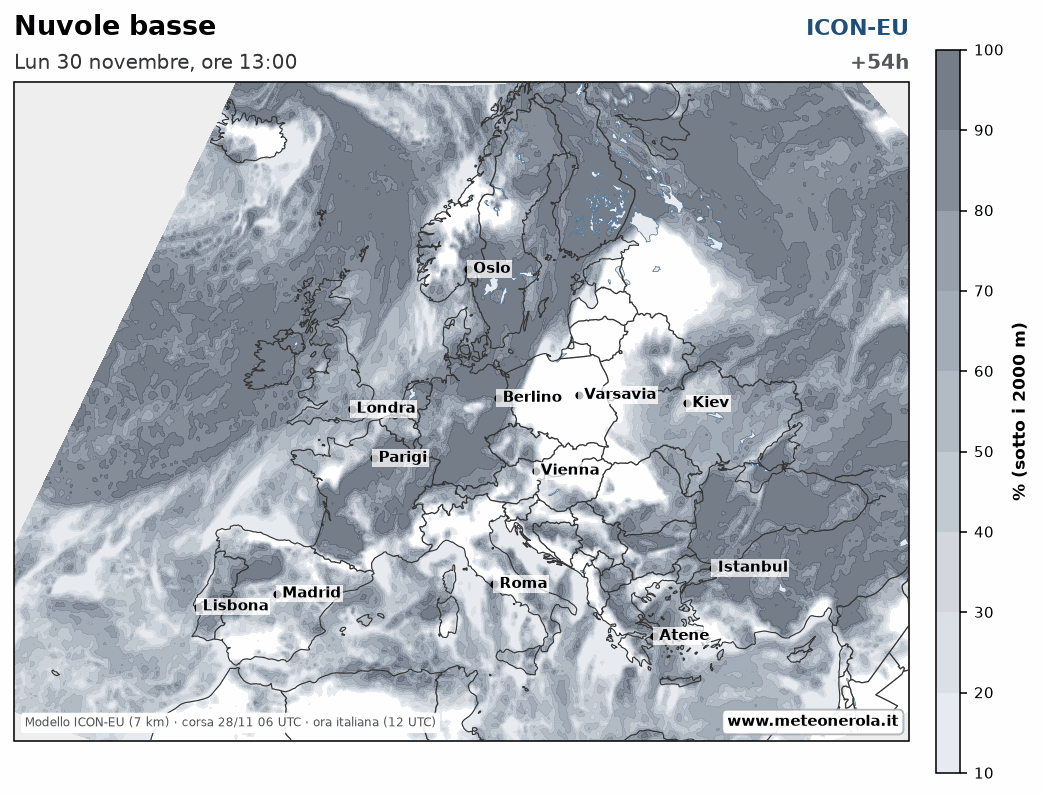 Nuvole basse
ICON-EU
Lun 30 novembre, ore 13:00
+54h
100
90
80
70
60
50
40
30
20
10
% (sotto i 2000 m)
Oslo
Londra
Berlino
Varsavia
Kiev
Parigi
Vienna
Istanbul
Roma
Madrid
Lisbona
Atene
Modello ICON-EU (7 km) · corsa 28/11 06 UTC · ora italiana (12 UTC)
www.meteonerola.it